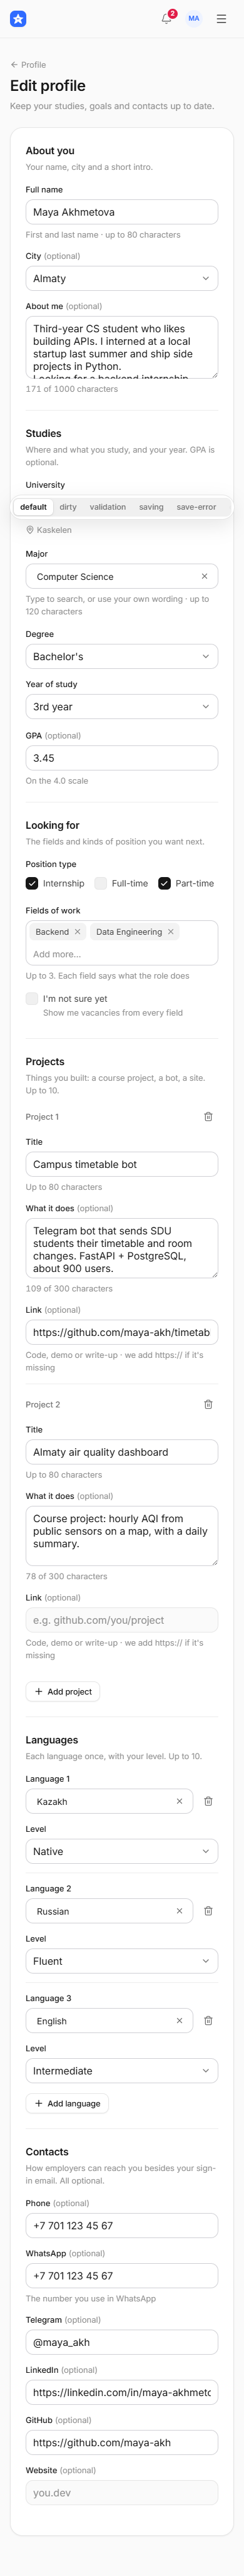 2
MA
Profile
Edit profile
Keep your studies, goals and contacts up to date.
About you
Your name, city and a short intro.
Full name
Maya Akhmetova
First and last name · up to 80 characters
City (optional)
Almaty
About me (optional)
Third-year CS student who likes
building APIs. I interned at a local
startup last summer and ship side
projects in Python.
Looking for a backend internship
171 of 1000 characters
Studies
Where and what you study, and your year. GPA is
optional.
University
default dirty validation saving save-error
Kaskelen
Major
Computer Science
Type to search, or use your own wording · up to
120 characters
Degree
Bachelor's
Year of study
3rd year
GPA (optional)
3.45
On the 4.0 scale
Looking for
The fields and kinds of position you want next.
Position type
Internship Full-time Part-time
Fields of work
Backend Data Engineering
Add more...
Up to 3. Each field says what the role does
I'm not sure yet
Show me vacancies from every field
Projects
Things you built: a course project, a bot, a site.
Up to 10.
Project 1
Title
Campus timetable bot
Up to 80 characters
What it does (optional)
Telegram bot that sends SDU
students their timetable and room
changes. FastAPI + PostgreSQL,
about 900 users.
109 of 300 characters
Link (optional)
https://github.com/maya-akh/timetab
Code, demo or write-up · we add https:// if it's
missing
Project 2
Title
Almaty air quality dashboard
Up to 80 characters
What it does (optional)
Course project: hourly AQI from
public sensors on a map, with a daily
summary.
78 of 300 characters
Link (optional)
e.g. github.com/you/project
Code, demo or write-up · we add https:// if it's
missing
Add project
Languages
Each language once, with your level. Up to 10.
Language 1
Kazakh
Level
Native
Language 2
Russian
Level
Fluent
Language 3
English
Level
Intermediate
Add language
Contacts
How employers can reach you besides your sign-
in email. All optional.
Phone (optional)
+7 701 123 45 67
WhatsApp (optional)
+7 701 123 45 67
The number you use in WhatsApp
Telegram (optional)
@maya_akh
LinkedIn (optional)
https://linkedin.com/in/maya-akhmeto
GitHub (optional)
https://github.com/maya-akh
Website (optional)
you.dev